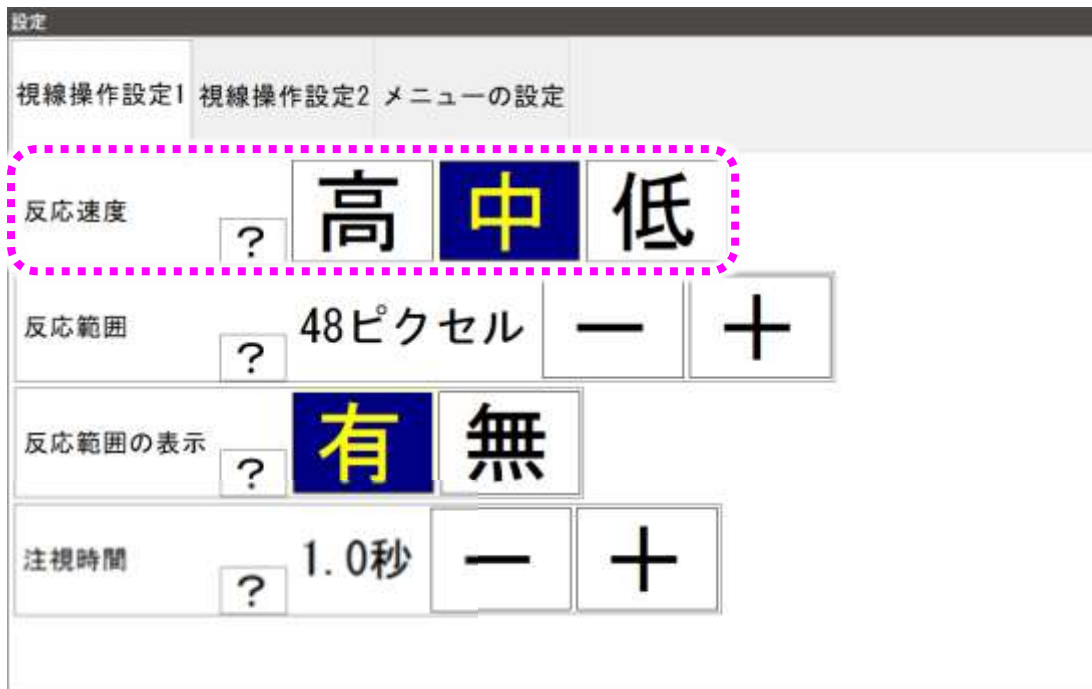 設定
視線操作設定1 視線操作設定2 メニューの設定
反応速度 ? 高 中 低
反応範囲 ? 48ピクセル − +
反応範囲の表示 ? 有 無
注視時間 ? 1.0秒 − +